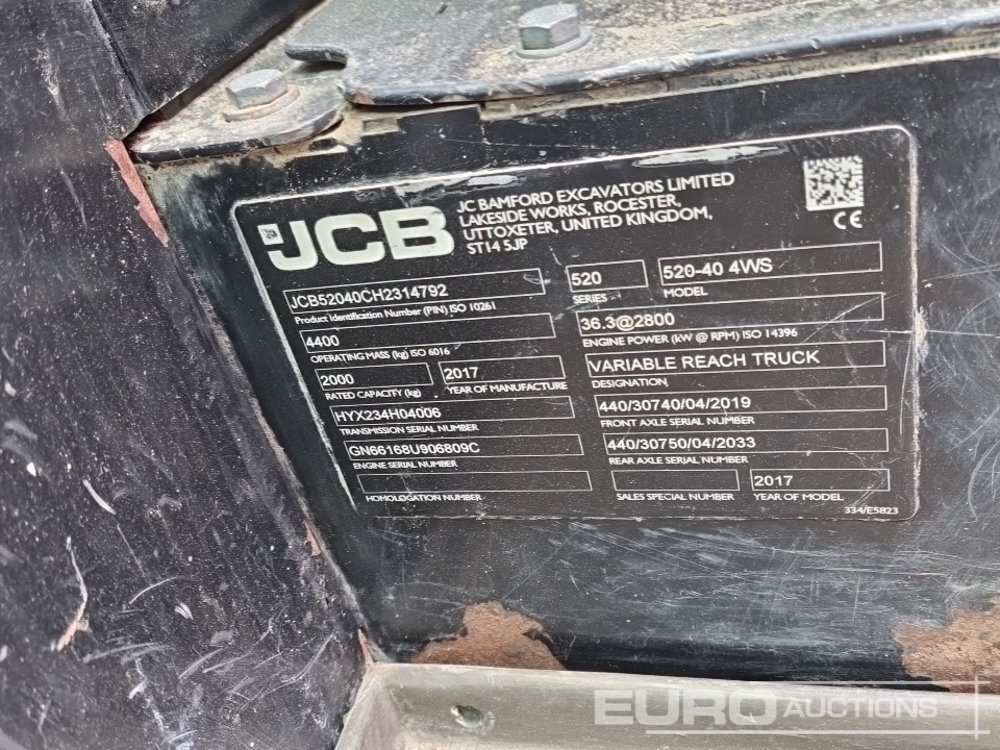 JCB
JC BAMFORD EXCAVATORS LIMITED
LAKESIDE WORKS, ROCESTER,
UTTOXETER, UNITED KINGDOM,
ST14 5JP
CE
JCB52040CH2314792
Product Identification Number (PIN) ISO 10261
520
SERIES
520-40 4WS
MODEL
4400
OPERATING MASS (kg) ISO 6016
36.3@2800
ENGINE POWER (kW @ RPM) ISO 14396
2000
RATED CAPACITY (kg)
2017
YEAR OF MANUFACTURE
VARIABLE REACH TRUCK
DESIGNATION
HYX234H04006
TRANSMISSION SERIAL NUMBER
440/30740/04/2019
FRONT AXLE SERIAL NUMBER
GN66168U906809C
ENGINE SERIAL NUMBER
440/30750/04/2033
REAR AXLE SERIAL NUMBER
HOMOLOGATION NUMBER
SALES SPECIAL NUMBER
2017
YEAR OF MODEL
334/E5823
EURO AUCTIONS